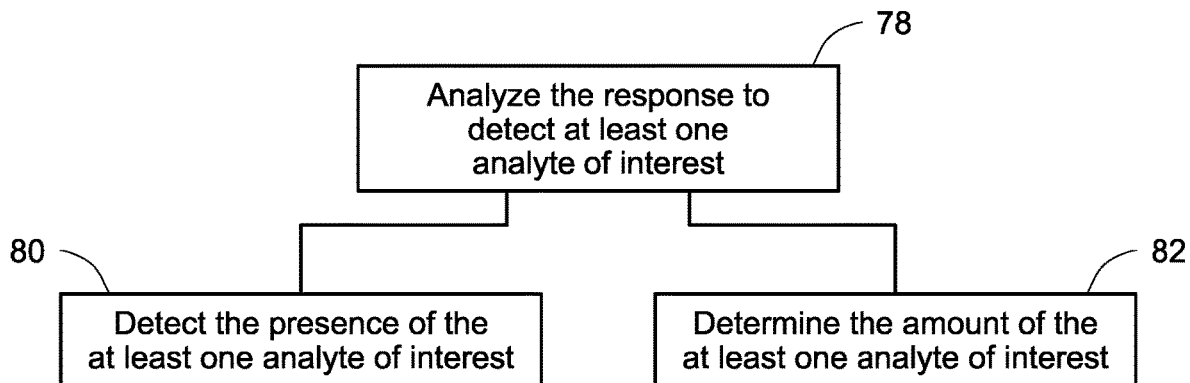 78
Analyze the response to
detect at least one
analyte of interest
80
82
Detect the presence of the
at least one analyte of interest
Determine the amount of the
at least one analyte of interest